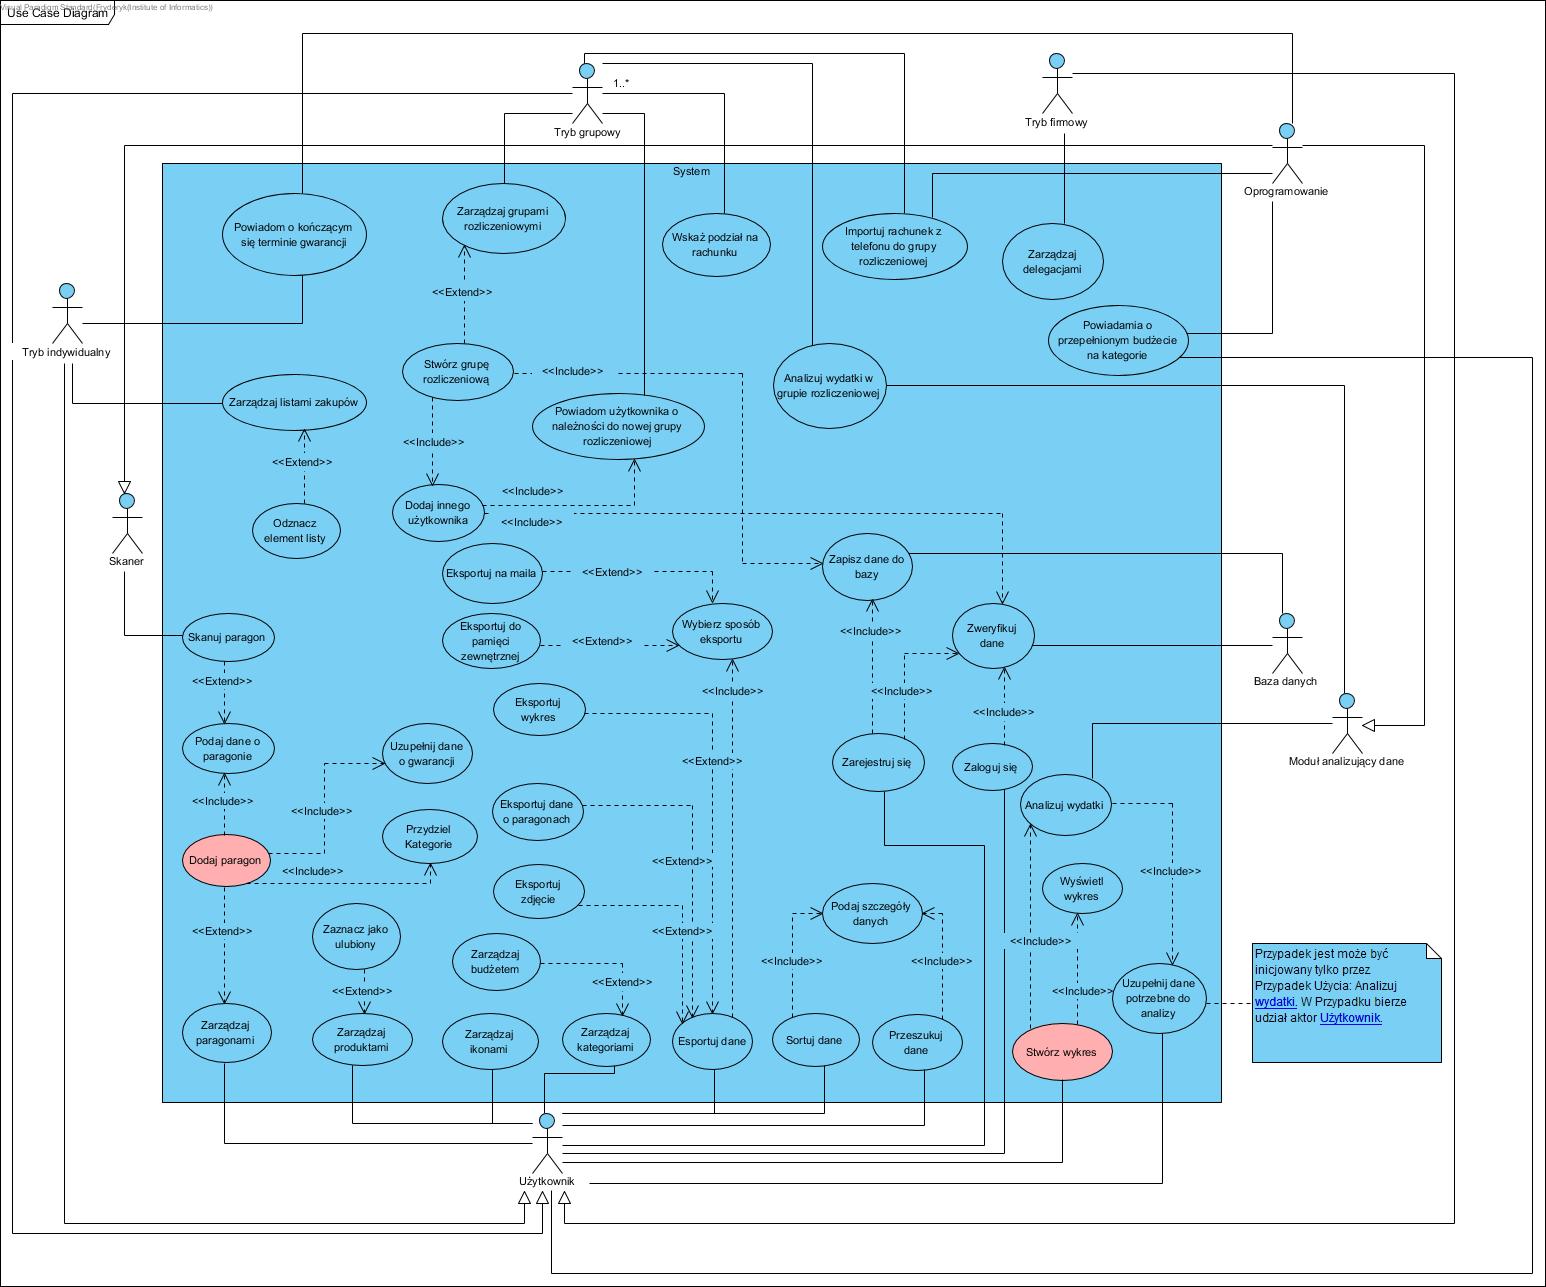 Visual Paradigm Standard(Fryderyk(Institute of Informatics))
Use Case Diagram
1..*
Tryb grupowy
Tryb firmowy
Oprogramowanie
System
Powiadom o kończącym
się terminie gwarancji
Zarządzaj grupami
rozliczeniowymi
Wskaż podział na
rachunku
Importuj rachunek z
telefonu do grupy
rozliczeniowej
Zarządzaj
delegacjami
<<Extend>>
Powiadamia o
przepełnionym budżecie
na kategorie
Tryb indywidualny
Stwórz grupę
rozliczeniową
<<Include>>
Analizuj wydatki w
grupie rozliczeniowej
Zarządzaj listami zakupów
Powiadom użytkownika o
należności do nowej grupy
rozliczeniowej
<<Include>>
<<Extend>>
<<Include>>
Dodaj innego
użytkownika
<<Include>>
Odznacz
element listy
Skaner
Eksportuj na maila
<<Extend>>
Zapisz dane do
bazy
Skanuj paragon
Eksportuj do
pamięci
zewnętrznej
<<Extend>>
Wybierz sposób
eksportu
<<Include>>
Zweryfikuj
dane
Baza danych
<<Extend>>
<<Include>>
<<Include>>
Eksportuj
wykres
<<Include>>
Podaj dane o
paragonie
Uzupełnij dane
o gwarancji
<<Extend>>
Zarejestruj się
Zaloguj się
Moduł analizujący dane
<<Include>>
<<Include>>
Eksportuj dane
o paragonach
Analizuj wydatki
Przydziel
Kategorie
Dodaj paragon
<<Include>>
<<Extend>>
<<Include>>
Eksportuj
zdjęcie
Wyświetl
wykres
Podaj szczegóły
danych
<<Extend>>
Zaznacz jako
ulubiony
<<Extend>>
<<Include>>
Zarządzaj
budżetem
<<Include>>
<<Include>>
<<Extend>>
<<Extend>>
<<Include>>
Uzupełnij dane
potrzebne do
analizy
Przypadek jest może być
inicjowany tylko przez
Przypadek Użycia: Analizuj
wydatki. W Przypadku bierze
udział aktor Użytkownik.
Zarządzaj
paragonami
Zarządzaj
produktami
Zarządzaj
ikonami
Zarządzaj
kategoriami
Esportuj dane
Sortuj dane
Przeszukuj
dane
Stwórz wykres
Użytkownik